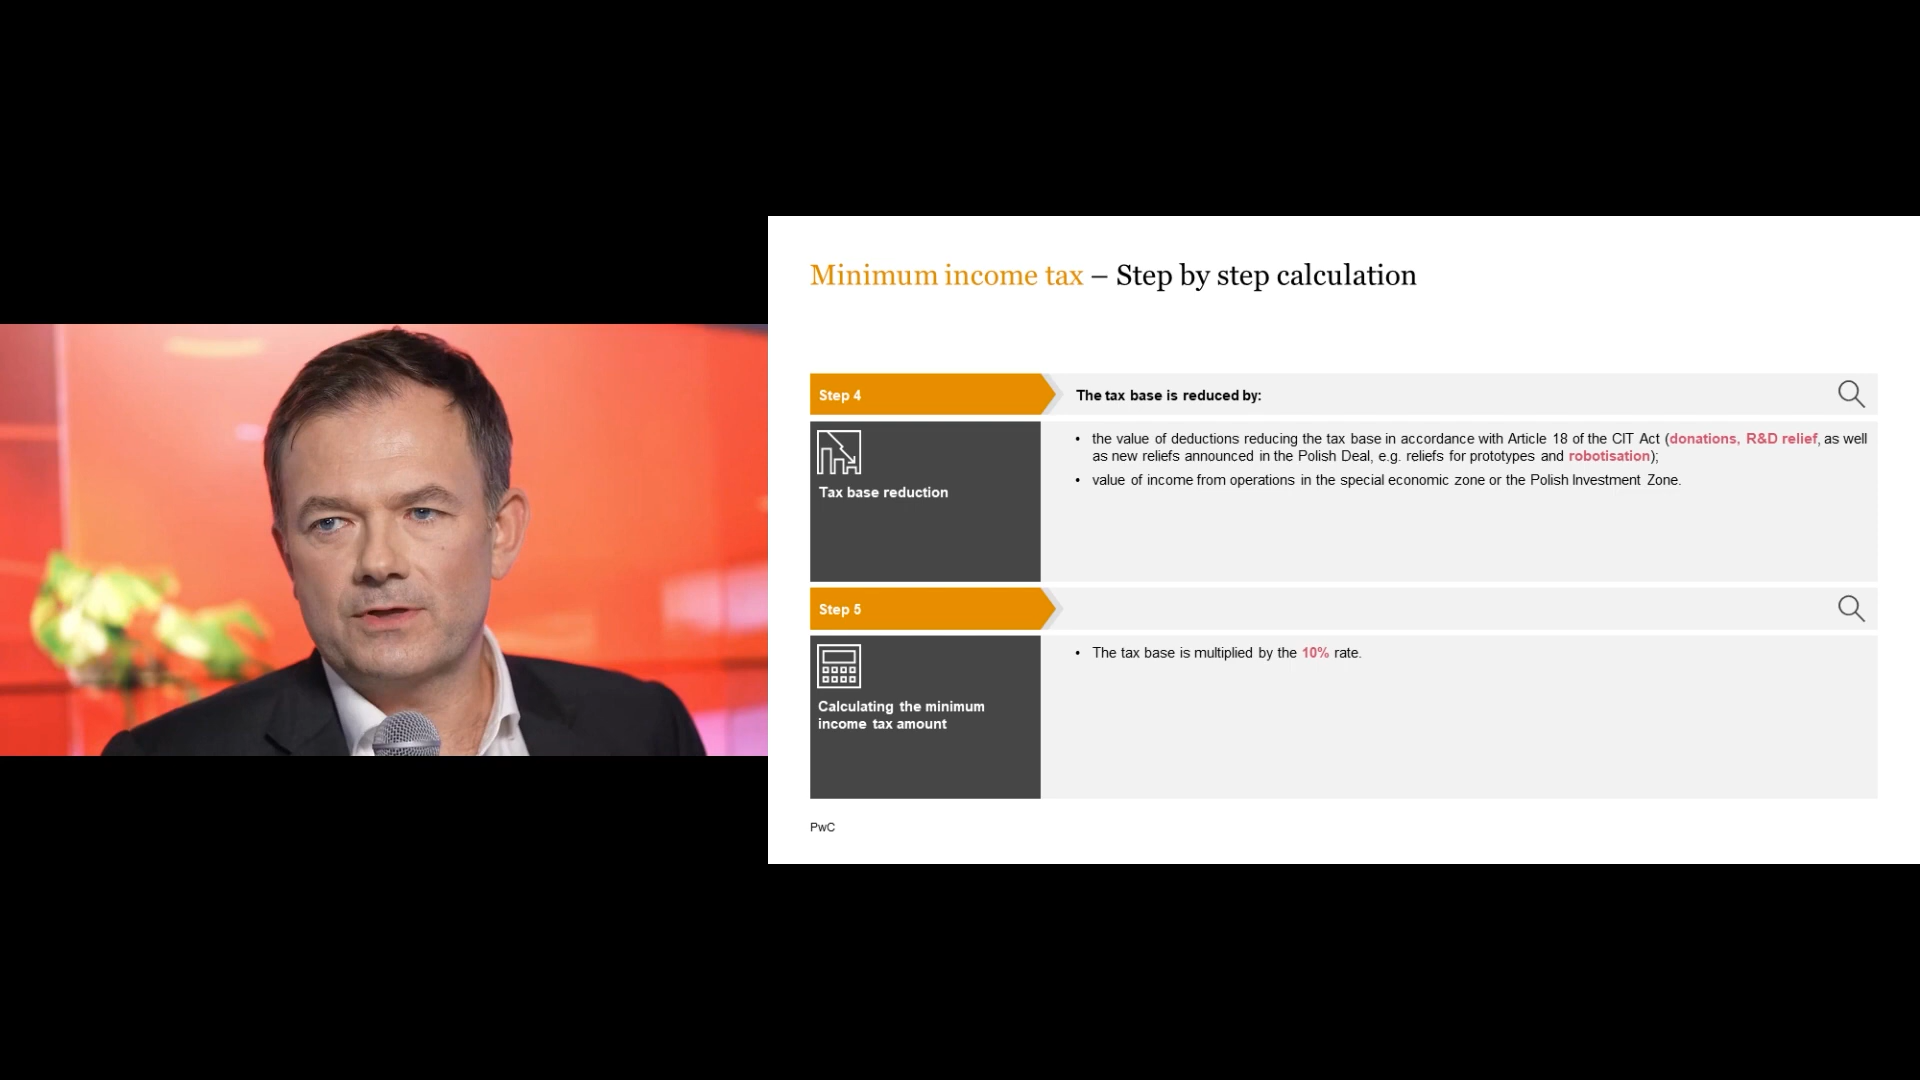 Minimum income tax – Step by step calculation
Step 4
The tax base is reduced by:
Tax base reduction
• the value of deductions reducing the tax base in accordance with Article 18 of the CIT Act (donations, R&D relief, as well
as new reliefs announced in the Polish Deal, e.g. reliefs for prototypes and robotisation);
• value of income from operations in the special economic zone or the Polish Investment Zone.
Step 5
Calculating the minimum
income tax amount
• The tax base is multiplied by the 10% rate.
PwC